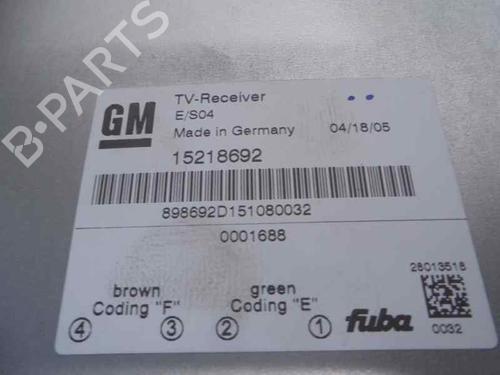 GM
TV-Receiver
E/S04
Made in Germany
04/18/05
15218692
898692D151080032
0001688
brown
Coding "F"
green
Coding "E"
28013518
4 3 2 1
fuba
0032
B-Parts